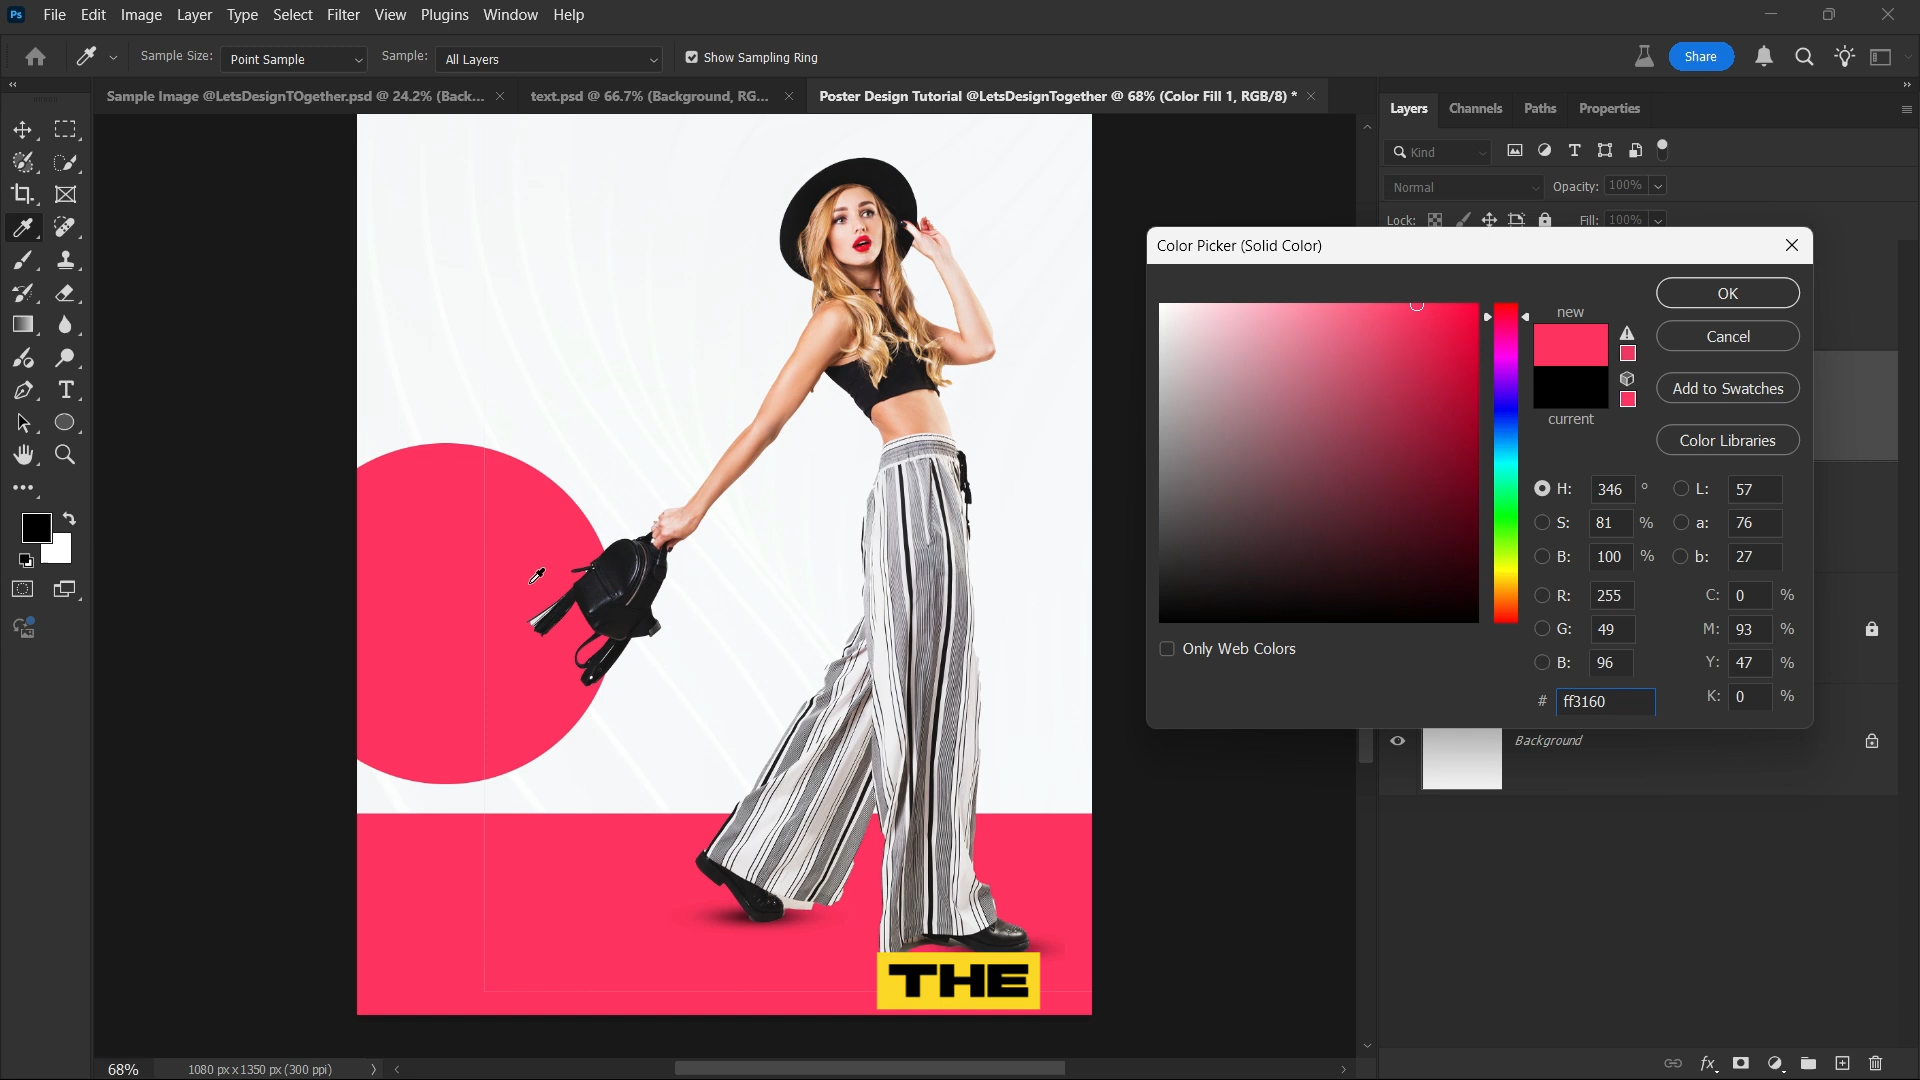 Ps File Edit Image Layer Type Select Filter View Plugins Window Help
Sample Size: Point Sample Sample: All Layers Show Sampling Ring Share
Sample Image @LetsDesignTOgether.psd @ 24.2% (Back... text.psd @ 66.7% (Background, RG... Poster Design Tutorial @LetsDesignTogether @ 68% (Color Fill 1, RGB/8) *
Layers Channels Paths Properties
Kind
Normal Opacity: 100%
Lock: Fill: 100%
Color Picker (Solid Color)
OK
new
Cancel
Add to Swatches
current
Color Libraries
H: 346 ° L: 57
S: 81 % a: 76
B: 100 % b: 27
R: 255 C: 0 %
G: 49 M: 93 %
Only Web Colors
B: 96 Y: 47 %
# ff3160 K: 0 %
Background
THE
68% 1080 px x 1350 px (300 ppi)